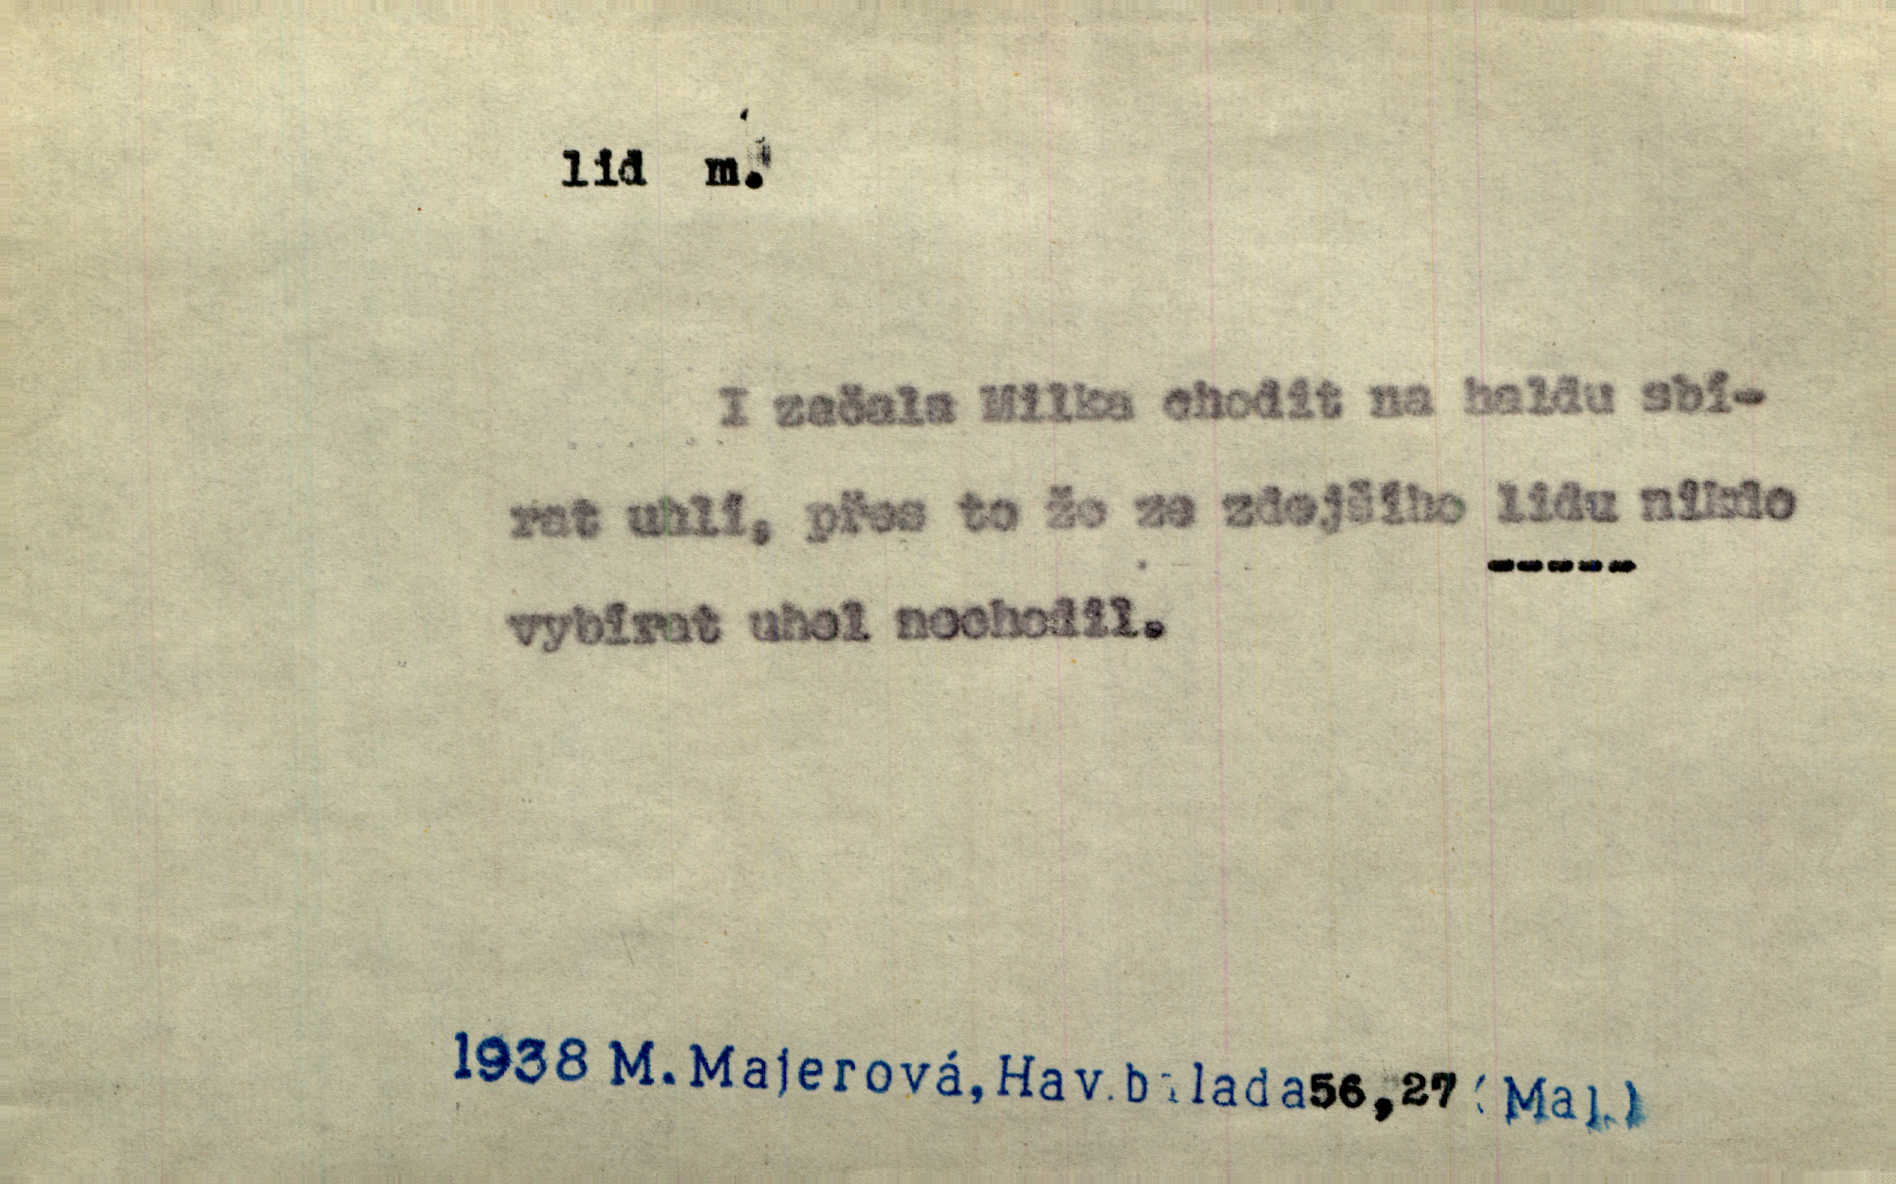 lid m.
I začala Milka chodit na haldu sbí-
rat uhlí, přes to že ze zdejšího lidu nikdo
vybírat uhel nechodil.
1938 M. Majerová, Hav. balada 56,27 (Maj.)